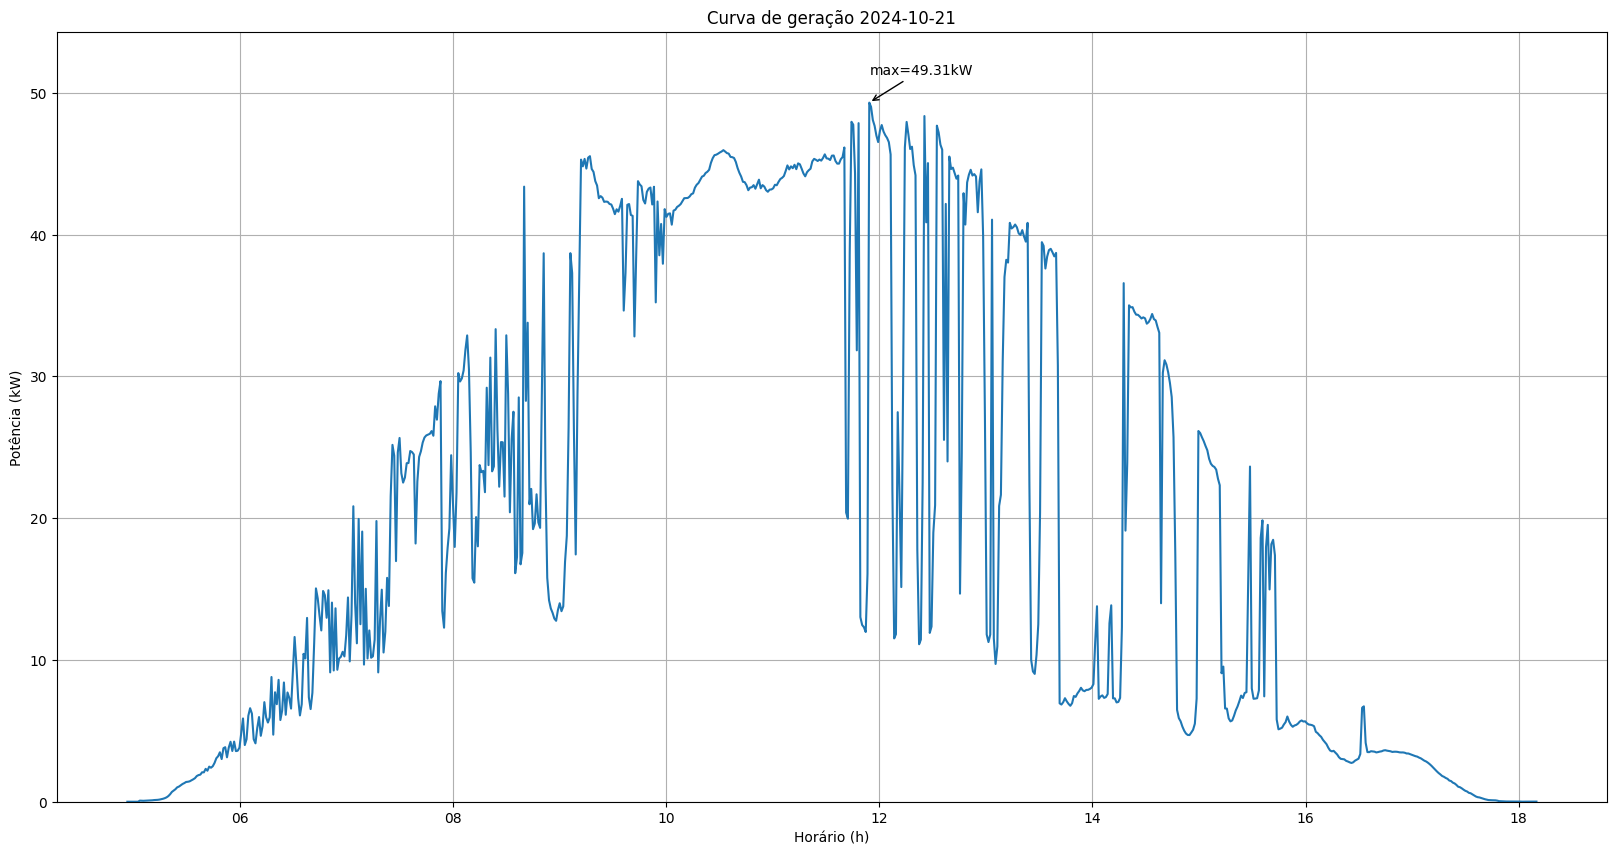 Curva de geração 2024-10-21
max=49.31kW
50
40
30
20
10
0
Potência (kW)
06 08 10 12 14 16 18
Horário (h)